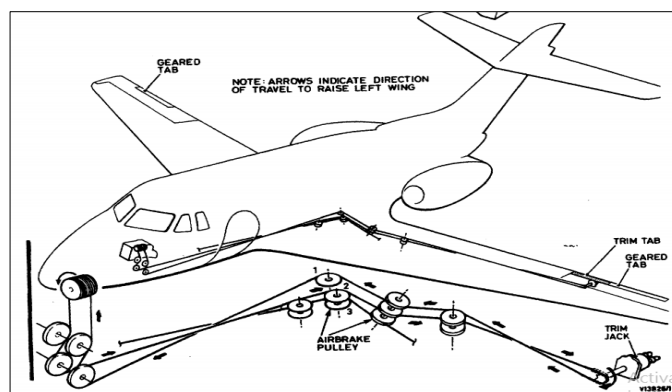 GEARED
TAB
NOTE: ARROWS INDICATE DIRECTION
OF TRAVEL TO RAISE LEFT WING
TRIM TAB
GEARED
TAB
1
2
3
AIRBRAKE
PULLEY
TRIM
JACK
Activa